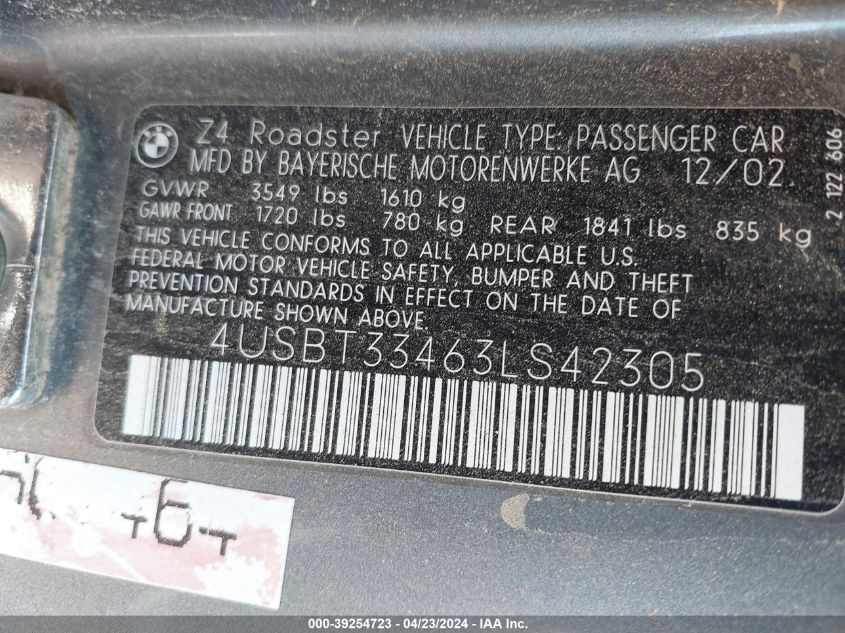 BMW Z4 Roadster VEHICLE TYPE: PASSENGER CAR
MFD BY BAYERISCHE MOTORENWERKE AG 12/02
GVWR 3549 lbs 1610 kg
GAWR FRONT 1720 lbs 780 kg REAR 1841 lbs 835 kg
THIS VEHICLE CONFORMS TO ALL APPLICABLE U.S.
FEDERAL MOTOR VEHICLE SAFETY, BUMPER AND THEFT
PREVENTION STANDARDS IN EFFECT ON THE DATE OF
MANUFACTURE SHOWN ABOVE.
4USBT33463LS42305
2 122 606
-6-
000-39254723 - 04/23/2024 - IAAI Inc.